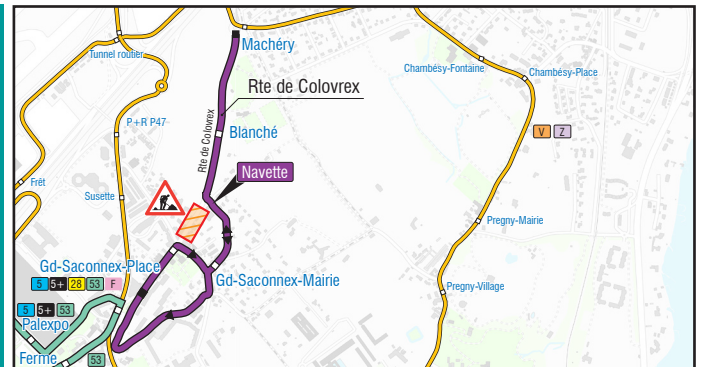 Machéry
Tunnel routier
Chambésy-Fontaine
Chambésy-Place
Rte de Colovrex
P+R P47
Rte de Colovrex
Blanché
V Z
Navette
Frêt
Susette
Pregny-Mairie
Gd-Saconnex-Place
5 5+ 28 53 F
Gd-Saconnex-Mairie
Pregny-Village
5 5+ 53
Palexpo
Ferme
53